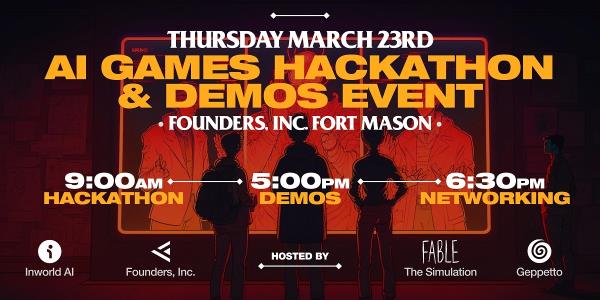 THURSDAY MARCH 23RD
AI GAMES HACKATHON
& DEMOS EVENT
• FOUNDERS, INC. FORT MASON •
9:00AM 5:00PM 6:30PM
HACKATHON DEMOS NETWORKING
HOSTED BY
FABLE
Inworld AI Founders, Inc. The Simulation Geppetto